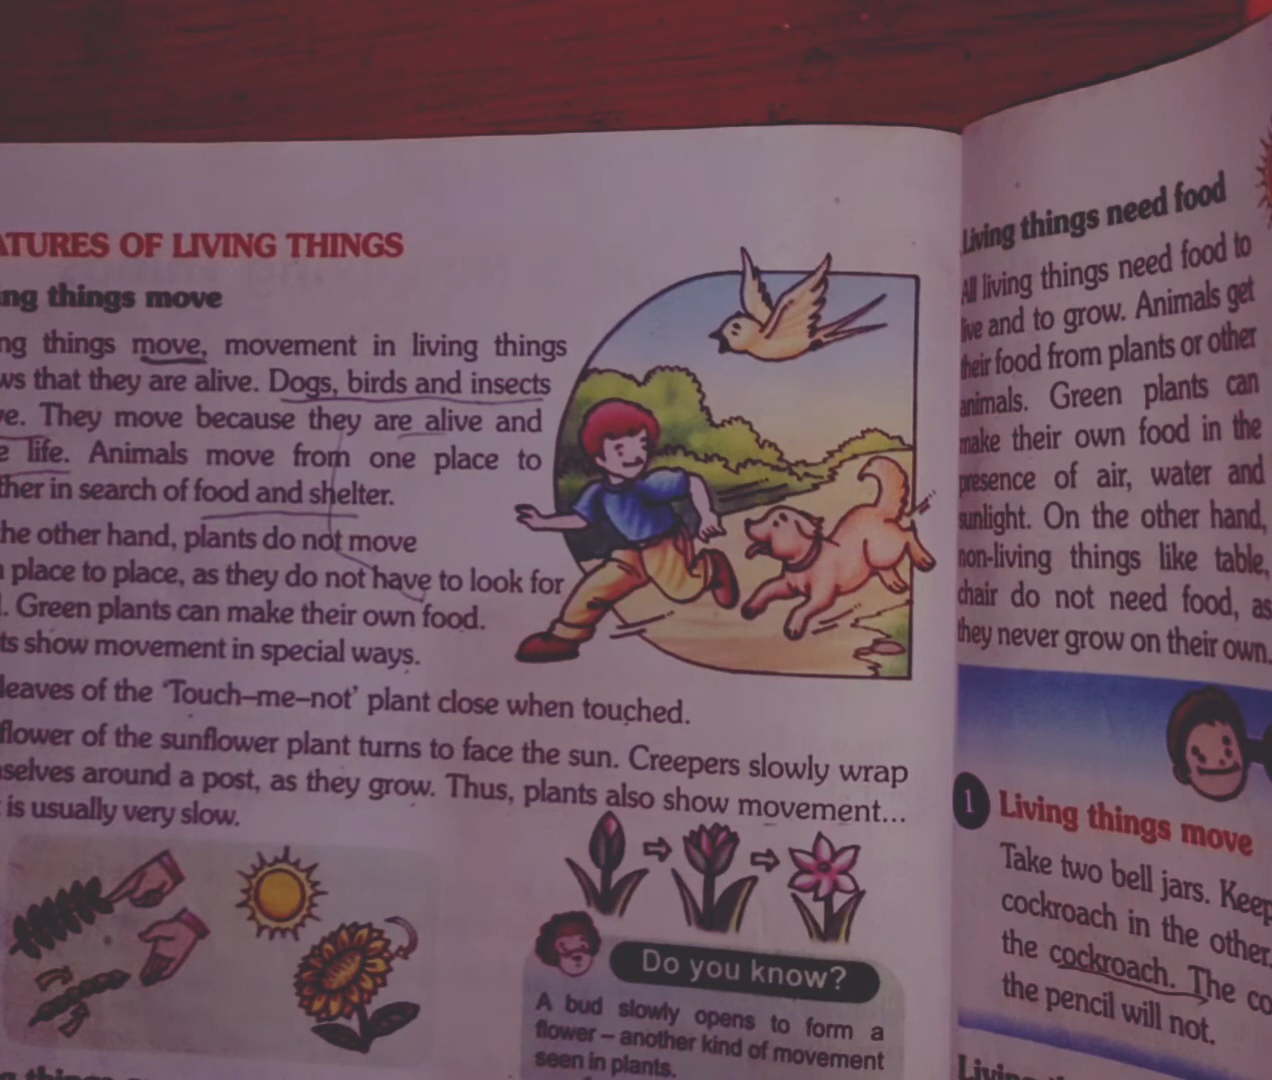 ATURES OF LIVING THINGS
ing things move
ng things move, movement in living things
ws that they are alive. Dogs, birds and insects
ve. They move because they are alive and
e life. Animals move from one place to
ther in search of food and shelter.
he other hand, plants do not move
place to place, as they do not have to look for
. Green plants can make their own food.
ts show movement in special ways.
leaves of the ‘Touch–me–not’ plant close when touched.
flower of the sunflower plant turns to face the sun. Creepers slowly wrap
selves around a post, as they grow. Thus, plants also show movement...
is usually very slow.
Do you know?
A bud slowly opens to form a
flower – another kind of movement
seen in plants.
Living things need food
All living things need food to
live and to grow. Animals get
their food from plants or other
animals. Green plants can
make their own food in the
presence of air, water and
sunlight. On the other hand,
non-living things like table,
chair do not need food, as
they never grow on their own.
1 Living things move
Take two bell jars. Keep
cockroach in the other.
the cockroach. The co
the pencil will not.